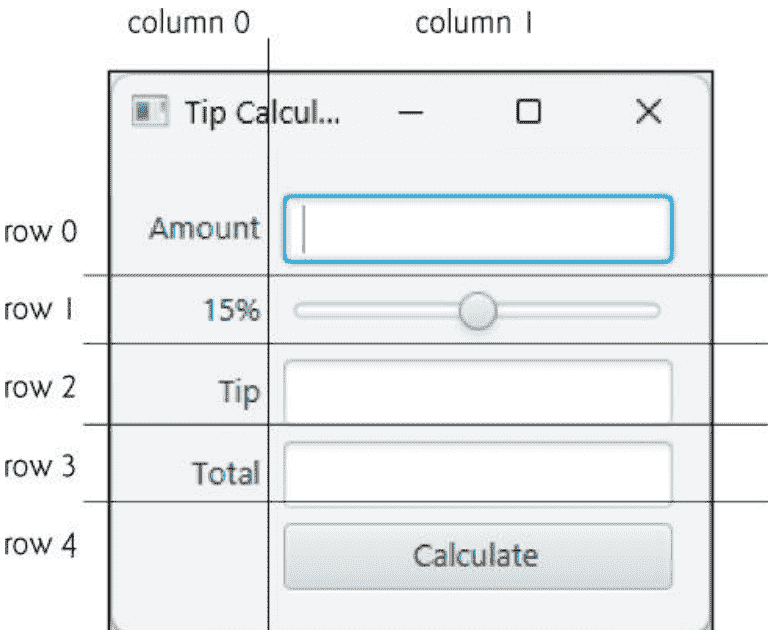 column 0 column 1
Tip Calcul...
row 0 Amount
row 1 15%
row 2 Tip
row 3 Total
row 4 Calculate